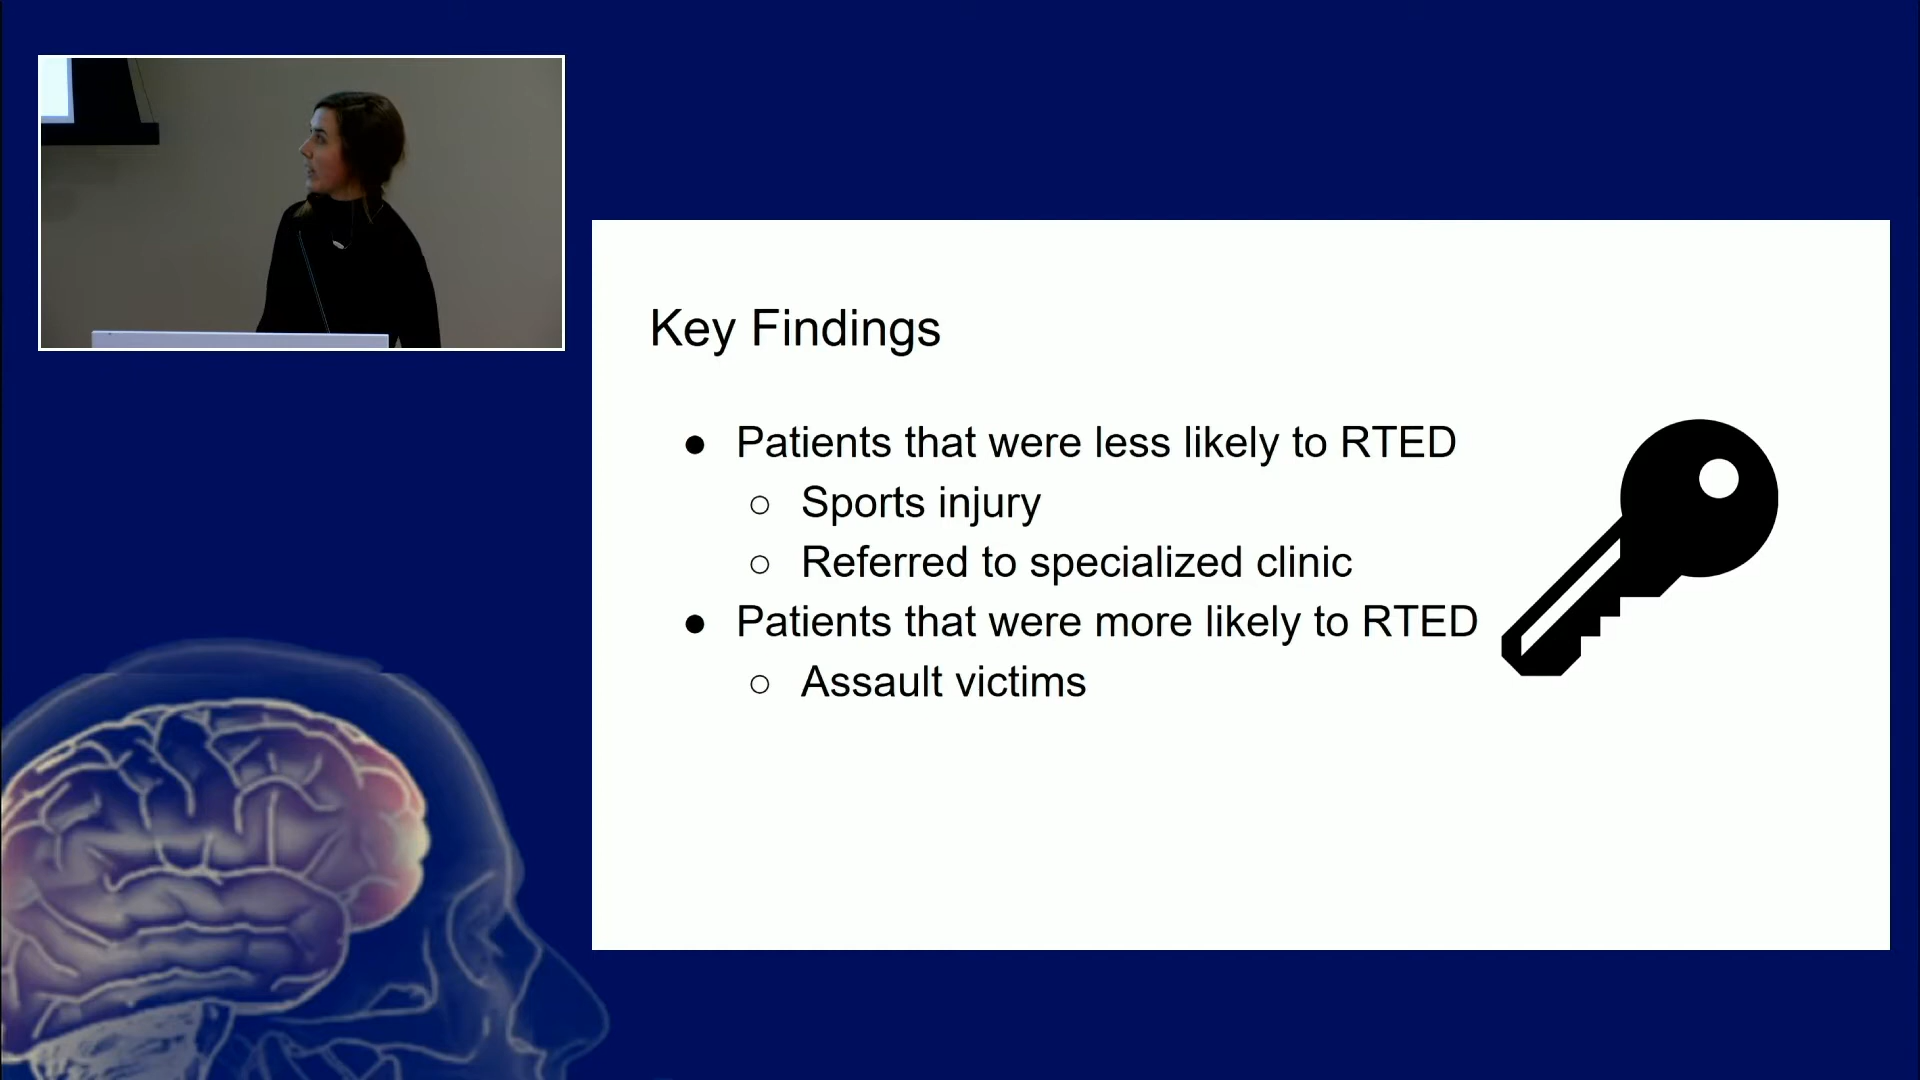 Key Findings
● Patients that were less likely to RTED
○ Sports injury
○ Referred to specialized clinic
● Patients that were more likely to RTED
○ Assault victims